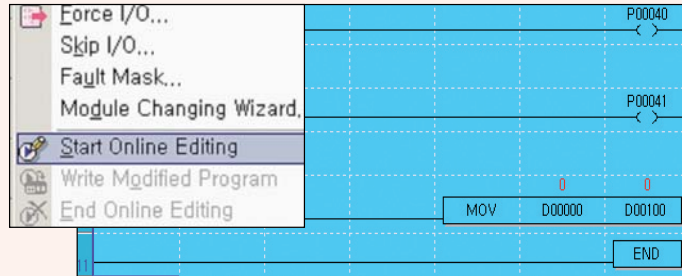 Force I/O...
Skip I/O...
Fault Mask...
Module Changing Wizard.
Start Online Editing
Write Modified Program
End Online Editing
P00040
P00041
0 0
MOV D00000 D00100
END
11